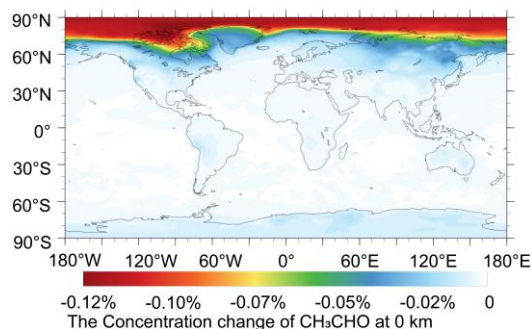 90°N
60°N
30°N
0°
30°S
60°S
90°S
180°W 120°W 60°W 0°E 60°E 120°E 180°E
-0.12% -0.10% -0.07% -0.05% -0.02% 0
The Concentration change of CH₃CHO at 0 km